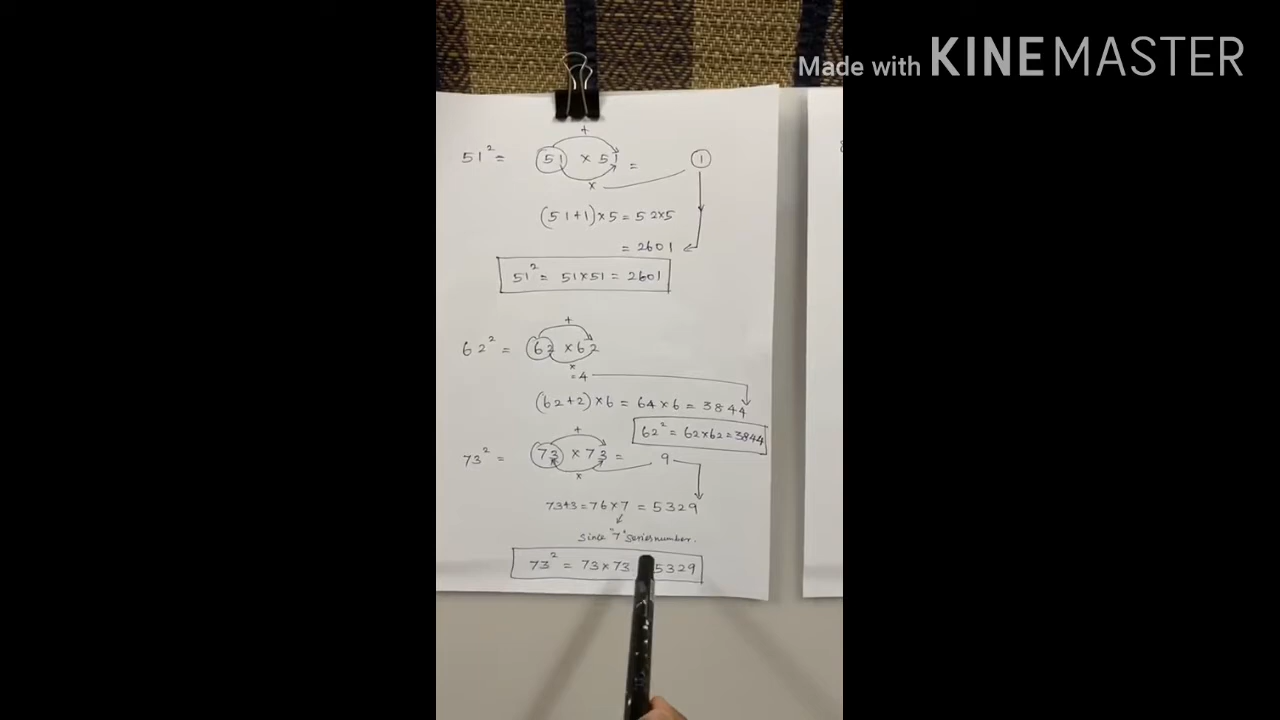 Made with KINEMASTER
+
51² = 51 × 51 = 1
×
(51+1)×5 = 52×5
= 2601
51² = 51×51 = 2601
+
62² = 62 × 62
×
= 4
(62+2)×6 = 64×6 = 3844
62² = 62×62 = 3844
+
73² = 73 × 73 = 9
×
73+3 = 76×7 = 5329
since "7" series number.
73² = 73×73 5329